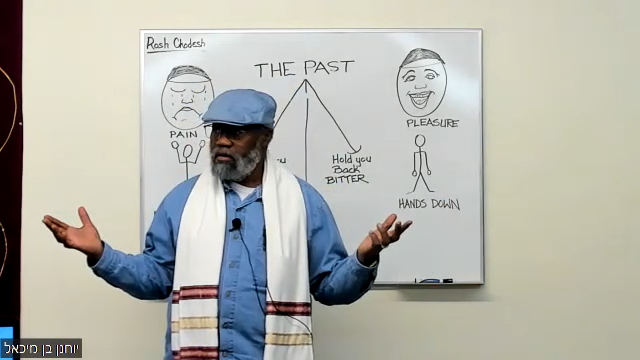 Rosh Chodesh
THE PAST
PAIN
PLEASURE
Hold you
Back
BITTER
HANDS DOWN
יוחנן בן מיכאל